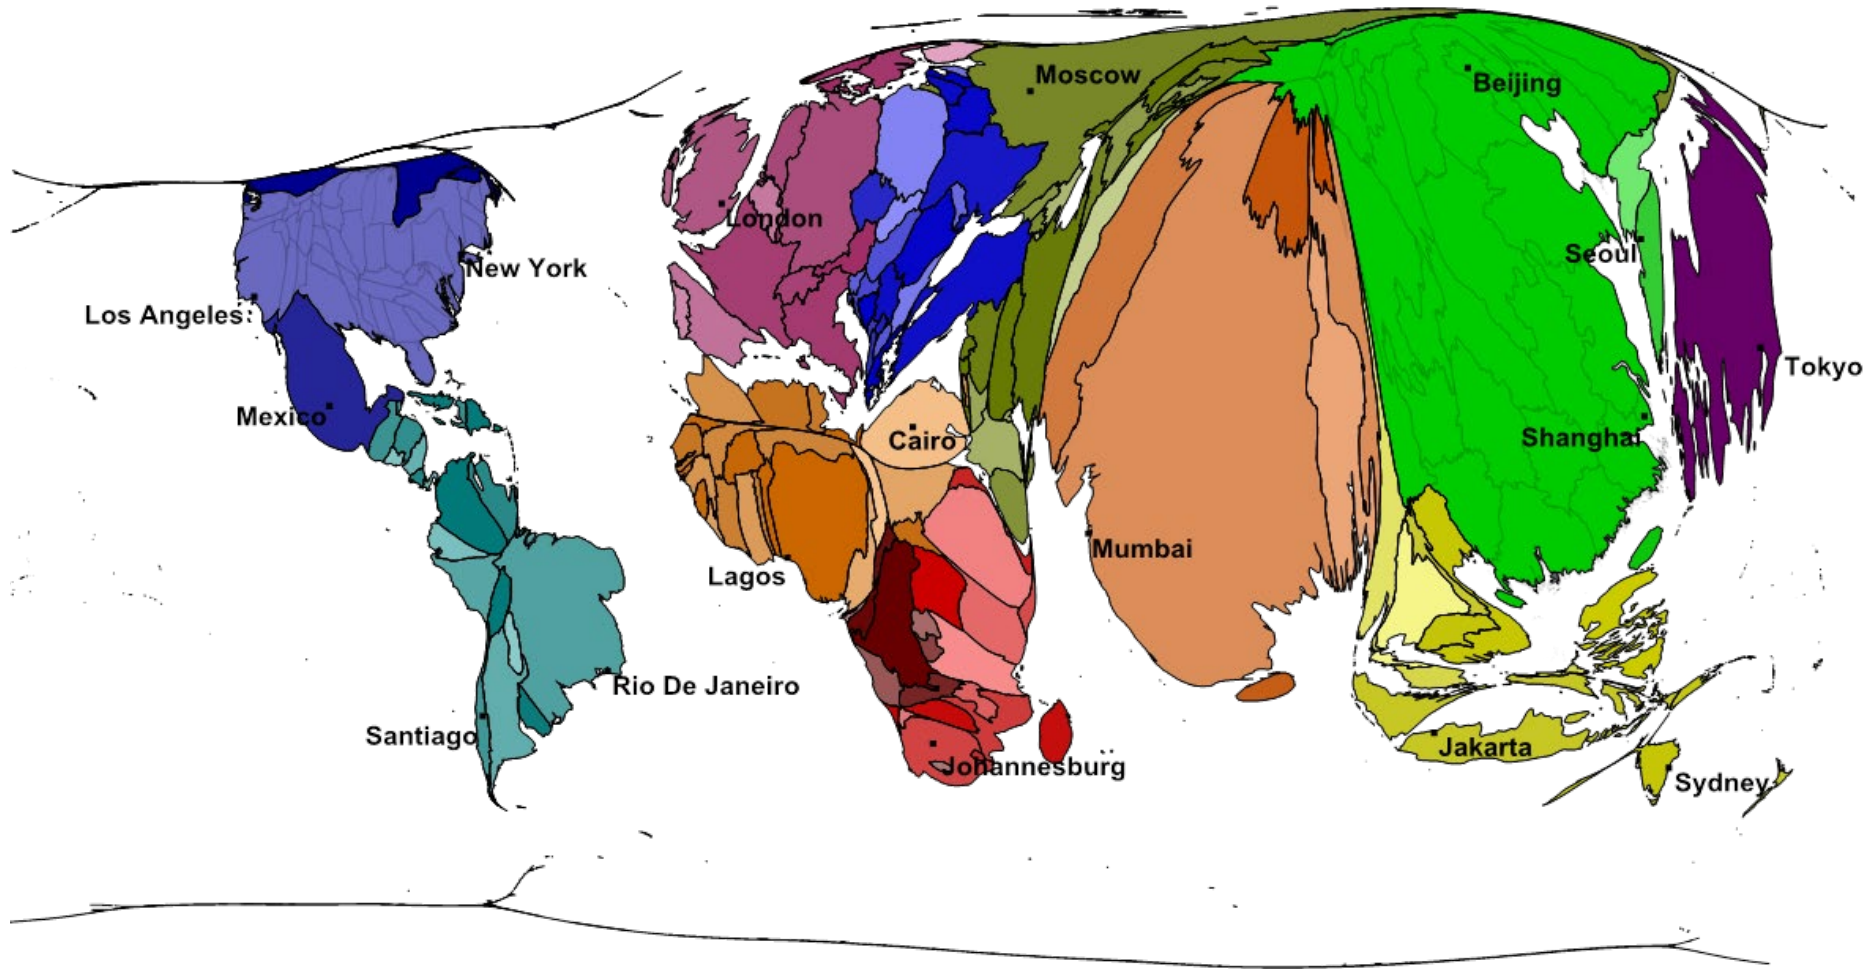 Moscow
Beijing
London
New York
Seoul
Los Angeles
Tokyo
Mexico
Cairo
Shanghai
Mumbai
Lagos
Rio De Janeiro
Santiago
Jakarta
Johannesburg
Sydney